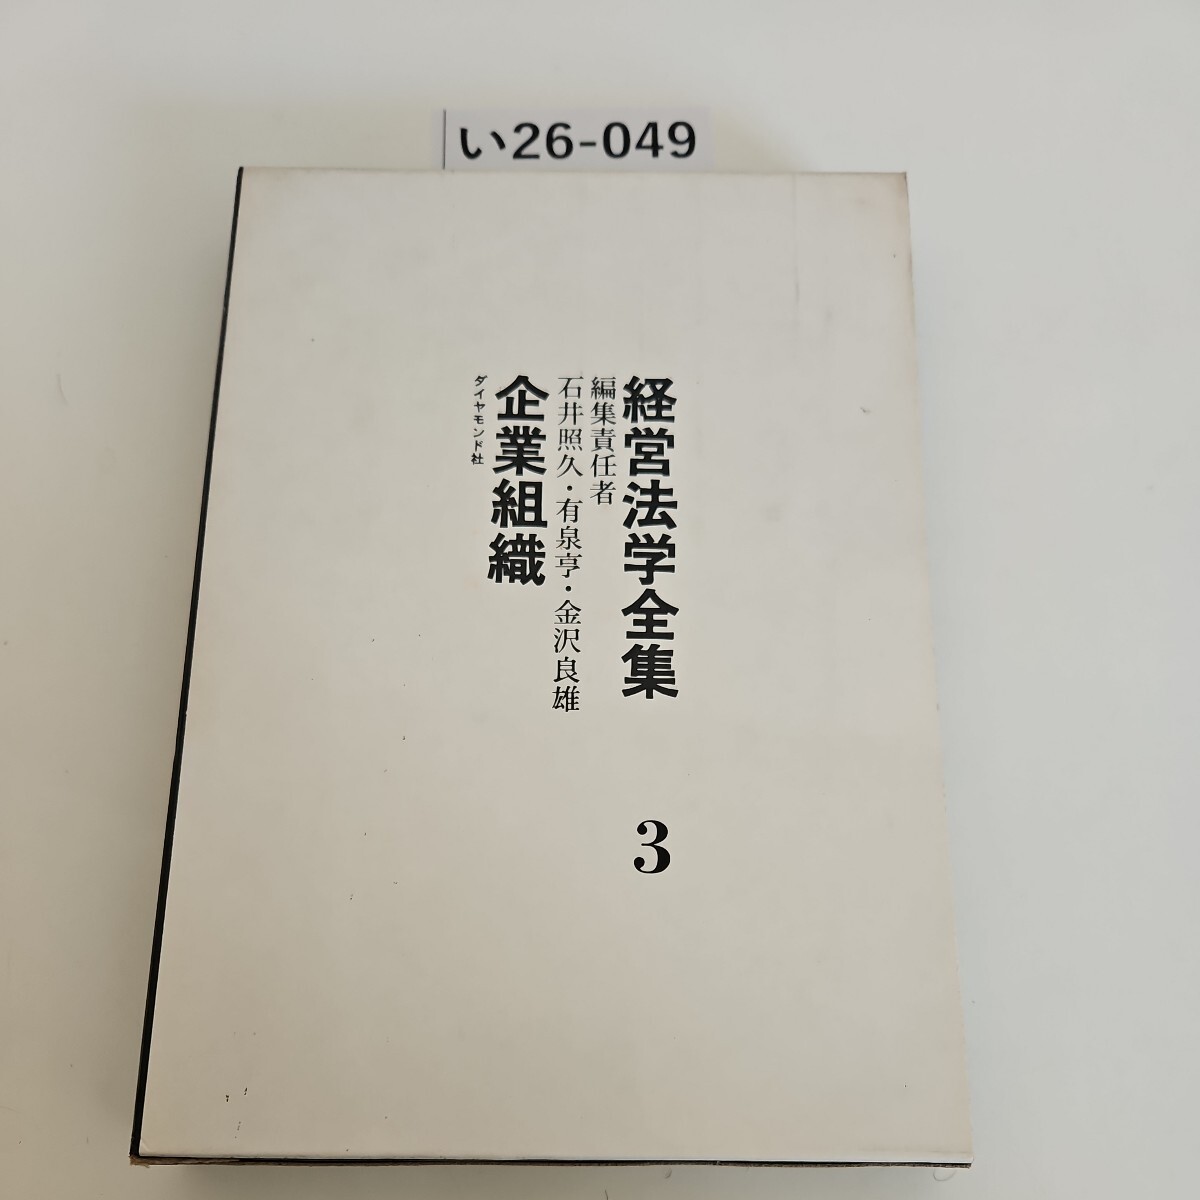 い26-049
経営法学全集 3
編集責任者
石井照久・有泉亨・金沢良雄
企業組織
ダイヤモンド社